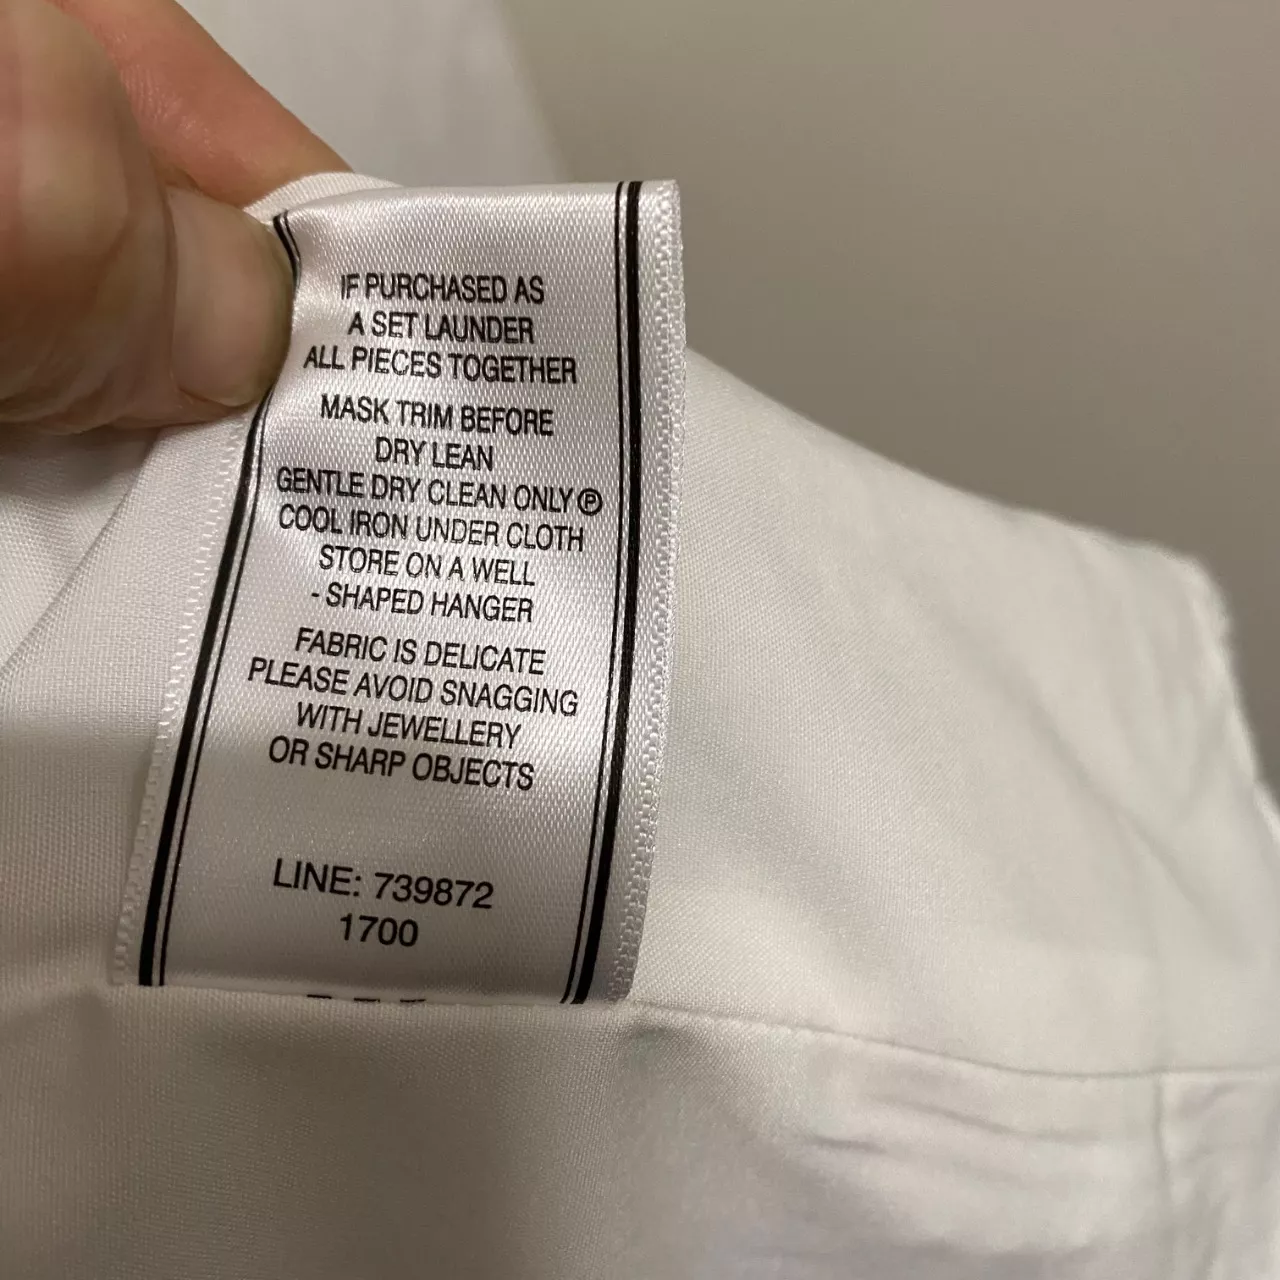 IF PURCHASED AS
A SET LAUNDER
ALL PIECES TOGETHER
MASK TRIM BEFORE
DRY LEAN
GENTLE DRY CLEAN ONLY Ⓟ
COOL IRON UNDER CLOTH
STORE ON A WELL
- SHAPED HANGER
FABRIC IS DELICATE
PLEASE AVOID SNAGGING
WITH JEWELLERY
OR SHARP OBJECTS
LINE: 739872
1700